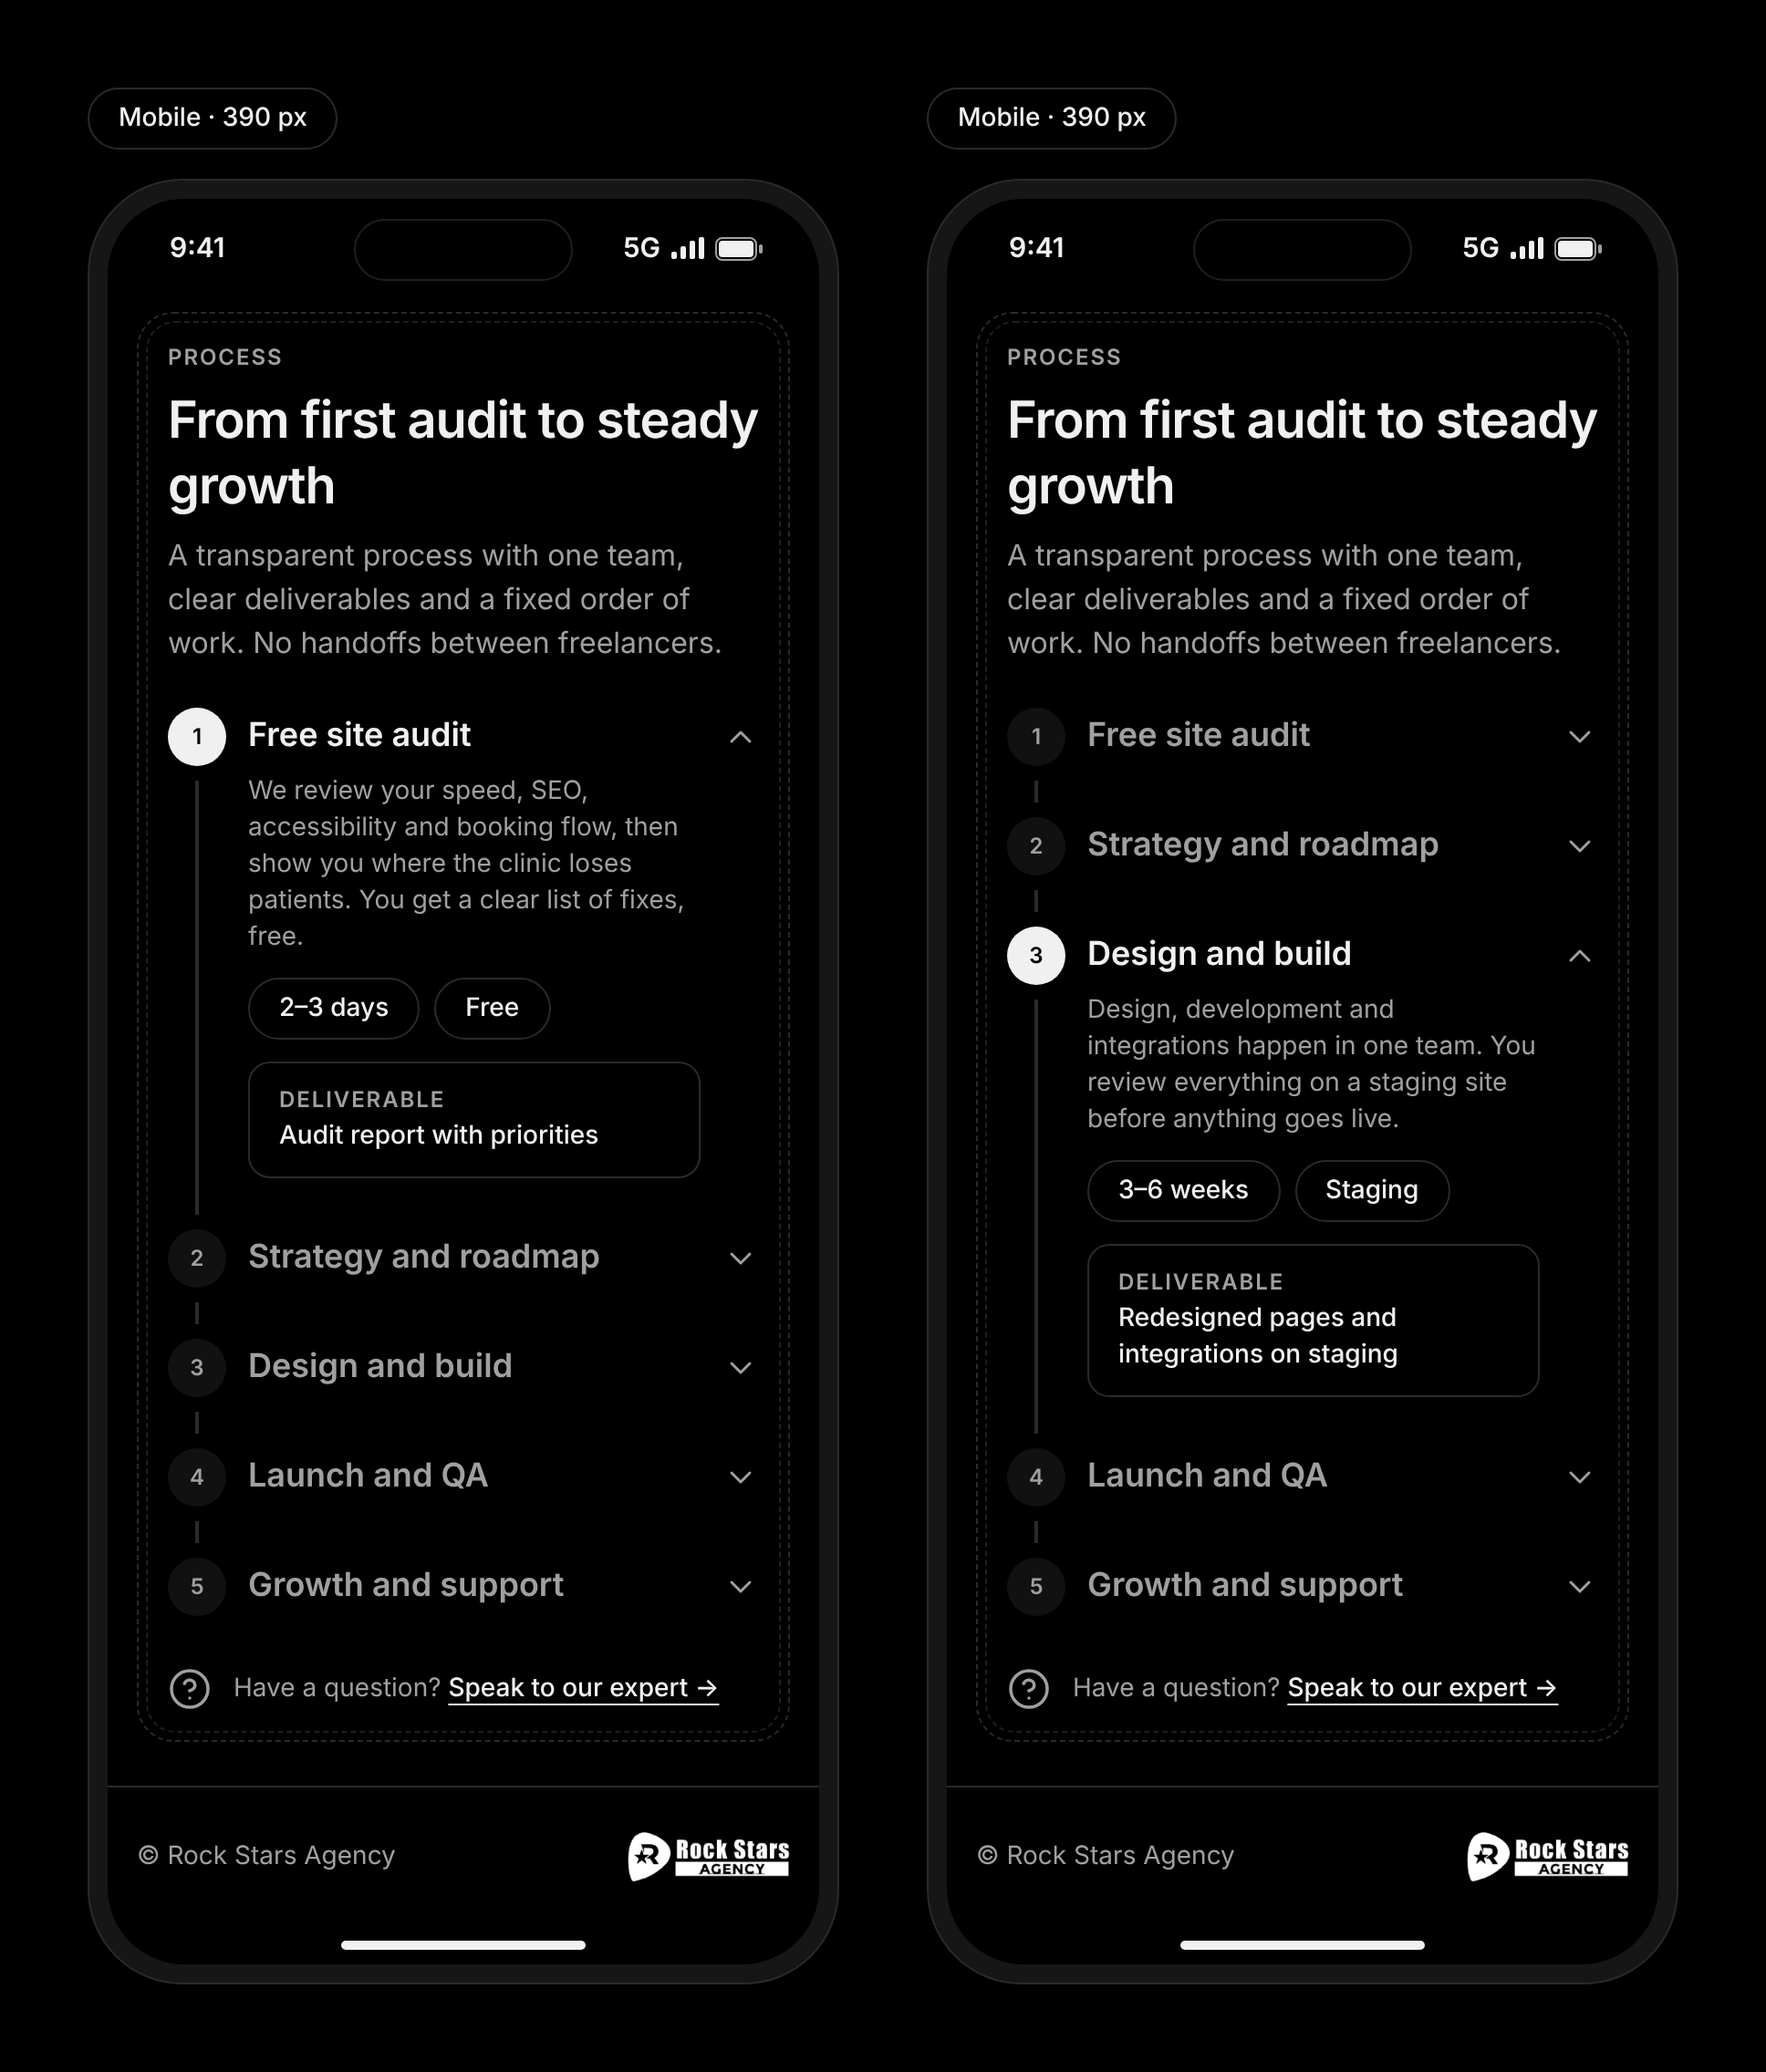 Mobile · 390 px
9:41
5G
PROCESS
From first audit to steady
growth
A transparent process with one team,
clear deliverables and a fixed order of
work. No handoffs between freelancers.
1
Free site audit
We review your speed, SEO,
accessibility and booking flow, then
show you where the clinic loses
patients. You get a clear list of fixes,
free.
2–3 days
Free
DELIVERABLE
Audit report with priorities
2
Strategy and roadmap
3
Design and build
4
Launch and QA
5
Growth and support
Have a question? Speak to our expert →
© Rock Stars Agency
R
Rock Stars
AGENCY
Mobile · 390 px
9:41
5G
PROCESS
From first audit to steady
growth
A transparent process with one team,
clear deliverables and a fixed order of
work. No handoffs between freelancers.
1
Free site audit
2
Strategy and roadmap
3
Design and build
Design, development and
integrations happen in one team. You
review everything on a staging site
before anything goes live.
3–6 weeks
Staging
DELIVERABLE
Redesigned pages and
integrations on staging
4
Launch and QA
5
Growth and support
Have a question? Speak to our expert →
© Rock Stars Agency
R
Rock Stars
AGENCY